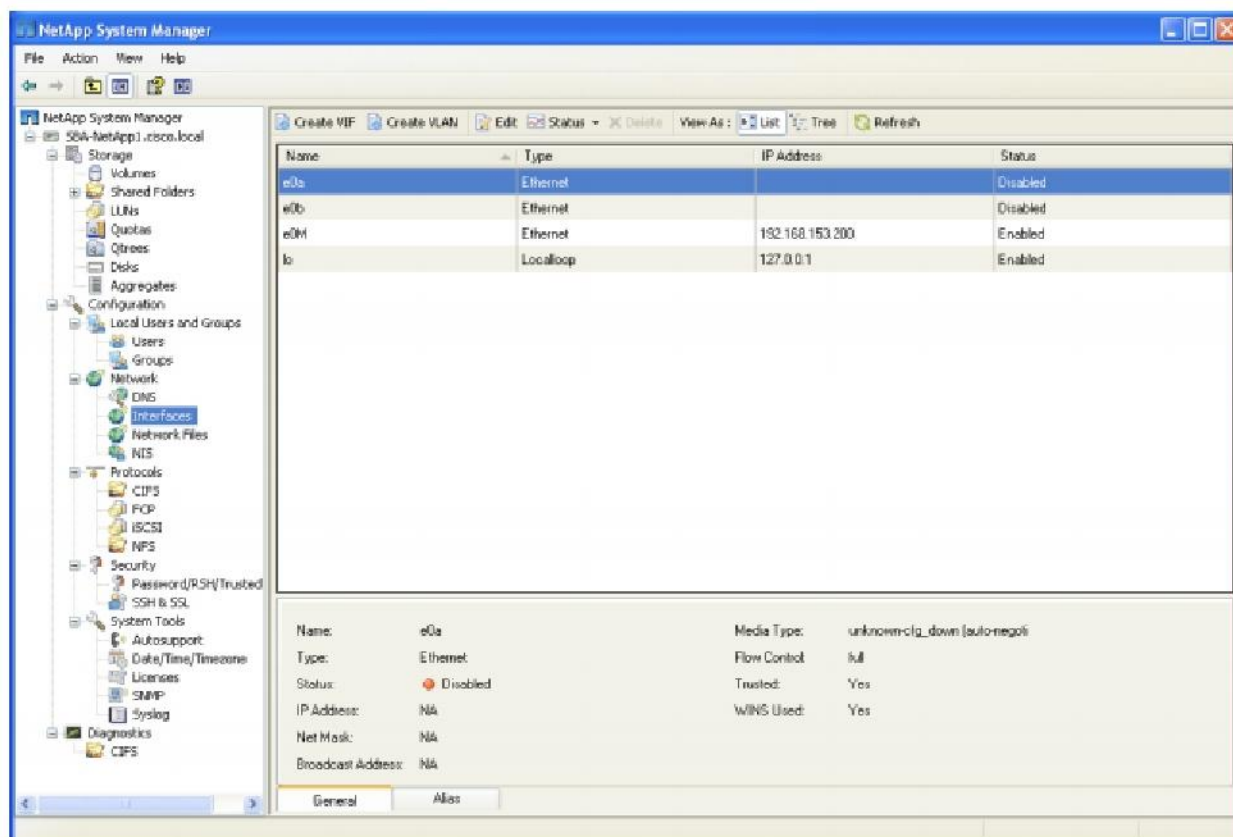 NetApp System Manager
File Action View Help
NetApp System Manager
SBA-NetApp1.cisco.local
Storage
Volumes
Shared Folders
LUNs
Quotas
Qtrees
Disks
Aggregates
Configuration
Local Users and Groups
Users
Groups
Network
DNS
Interfaces
Network Files
NIS
Protocols
CIFS
FCP
iSCSI
NFS
Security
Password/RSH/Trusted
SSH & SSL
System Tools
Autosupport
Date/Time/Timezone
Licenses
SNMP
Syslog
Diagnostics
CIFS
Create VIF Create VLAN Edit Status Delete View As : List Tree Refresh
Name Type IP Address Status
e0a Ethernet Disabled
e0b Ethernet Disabled
e0M Ethernet 192.168.153.200 Enabled
lo Localloop 127.0.0.1 Enabled
Name: e0a Media Type: unknown-cfg_down (auto-negoti
Type: Ethernet Flow Control: full
Status: Disabled Trusted: Yes
IP Address: NA WINS Used: Yes
Net Mask: NA
Broadcast Address: NA
General Alias